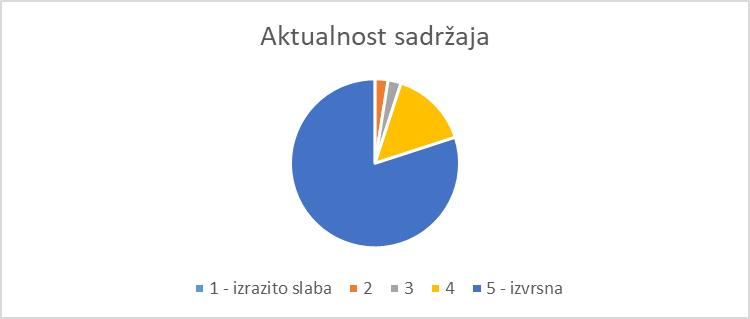 Aktualnost sadržaja
1 - izrazito slaba 2 3 4 5 - izvrsna